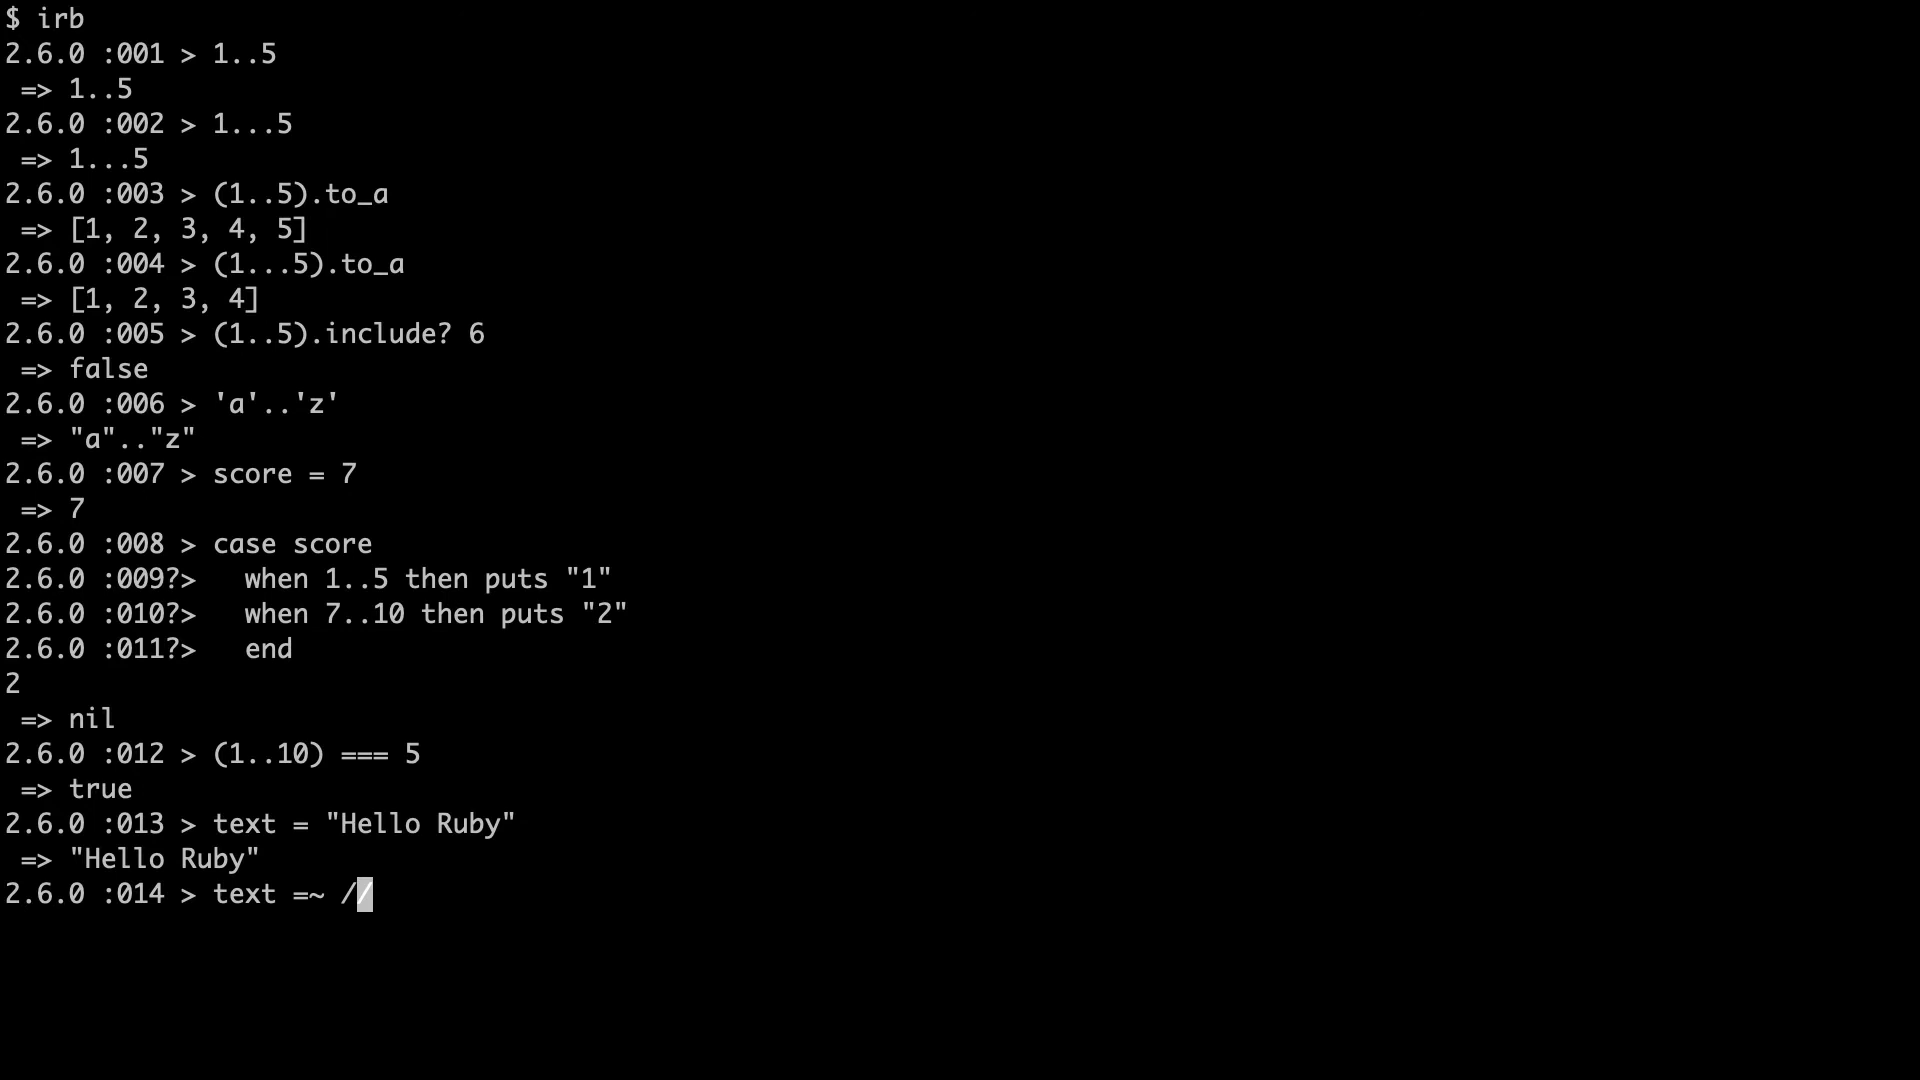 $ irb
2.6.0 :001 > 1..5
 => 1..5
2.6.0 :002 > 1...5
 => 1...5
2.6.0 :003 > (1..5).to_a
 => [1, 2, 3, 4, 5]
2.6.0 :004 > (1...5).to_a
 => [1, 2, 3, 4]
2.6.0 :005 > (1..5).include? 6
 => false
2.6.0 :006 > 'a'..'z'
 => "a".."z"
2.6.0 :007 > score = 7
 => 7
2.6.0 :008 > case score
2.6.0 :009?>   when 1..5 then puts "1"
2.6.0 :010?>   when 7..10 then puts "2"
2.6.0 :011?>   end
2
 => nil
2.6.0 :012 > (1..10) === 5
 => true
2.6.0 :013 > text = "Hello Ruby"
 => "Hello Ruby"
2.6.0 :014 > text =~ //